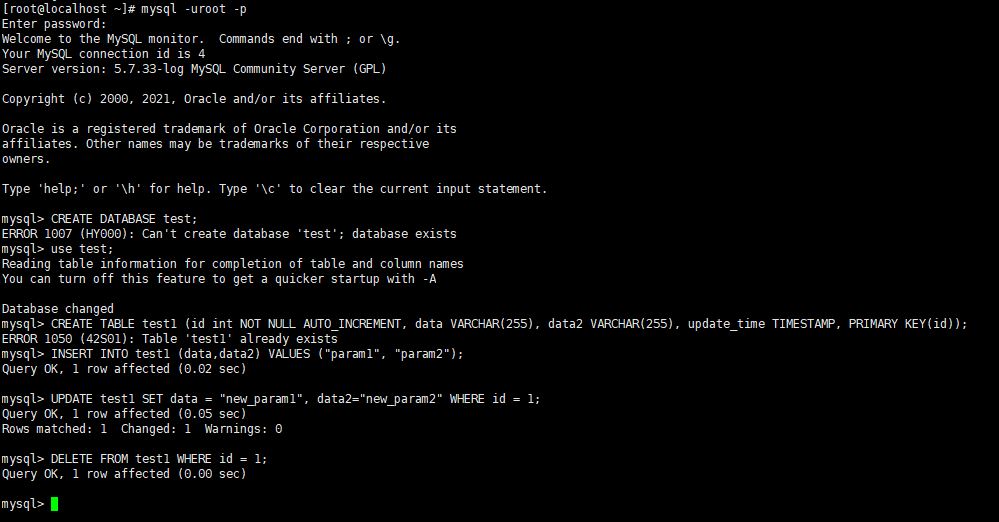 [root@localhost ~]# mysql -uroot -p
Enter password:
Welcome to the MySQL monitor.  Commands end with ; or \g.
Your MySQL connection id is 4
Server version: 5.7.33-log MySQL Community Server (GPL)
Copyright (c) 2000, 2021, Oracle and/or its affiliates.
Oracle is a registered trademark of Oracle Corporation and/or its
affiliates. Other names may be trademarks of their respective
owners.
Type 'help;' or '\h' for help. Type '\c' to clear the current input statement.
mysql> CREATE DATABASE test;
ERROR 1007 (HY000): Can't create database 'test'; database exists
mysql> use test;
Reading table information for completion of table and column names
You can turn off this feature to get a quicker startup with -A
Database changed
mysql> CREATE TABLE test1 (id int NOT NULL AUTO_INCREMENT, data VARCHAR(255), data2 VARCHAR(255), update_time TIMESTAMP, PRIMARY KEY(id));
ERROR 1050 (42S01): Table 'test1' already exists
mysql> INSERT INTO test1 (data,data2) VALUES ("param1", "param2");
Query OK, 1 row affected (0.02 sec)
mysql> UPDATE test1 SET data = "new_param1", data2="new_param2" WHERE id = 1;
Query OK, 1 row affected (0.05 sec)
Rows matched: 1  Changed: 1  Warnings: 0
mysql> DELETE FROM test1 WHERE id = 1;
Query OK, 1 row affected (0.00 sec)
mysql>